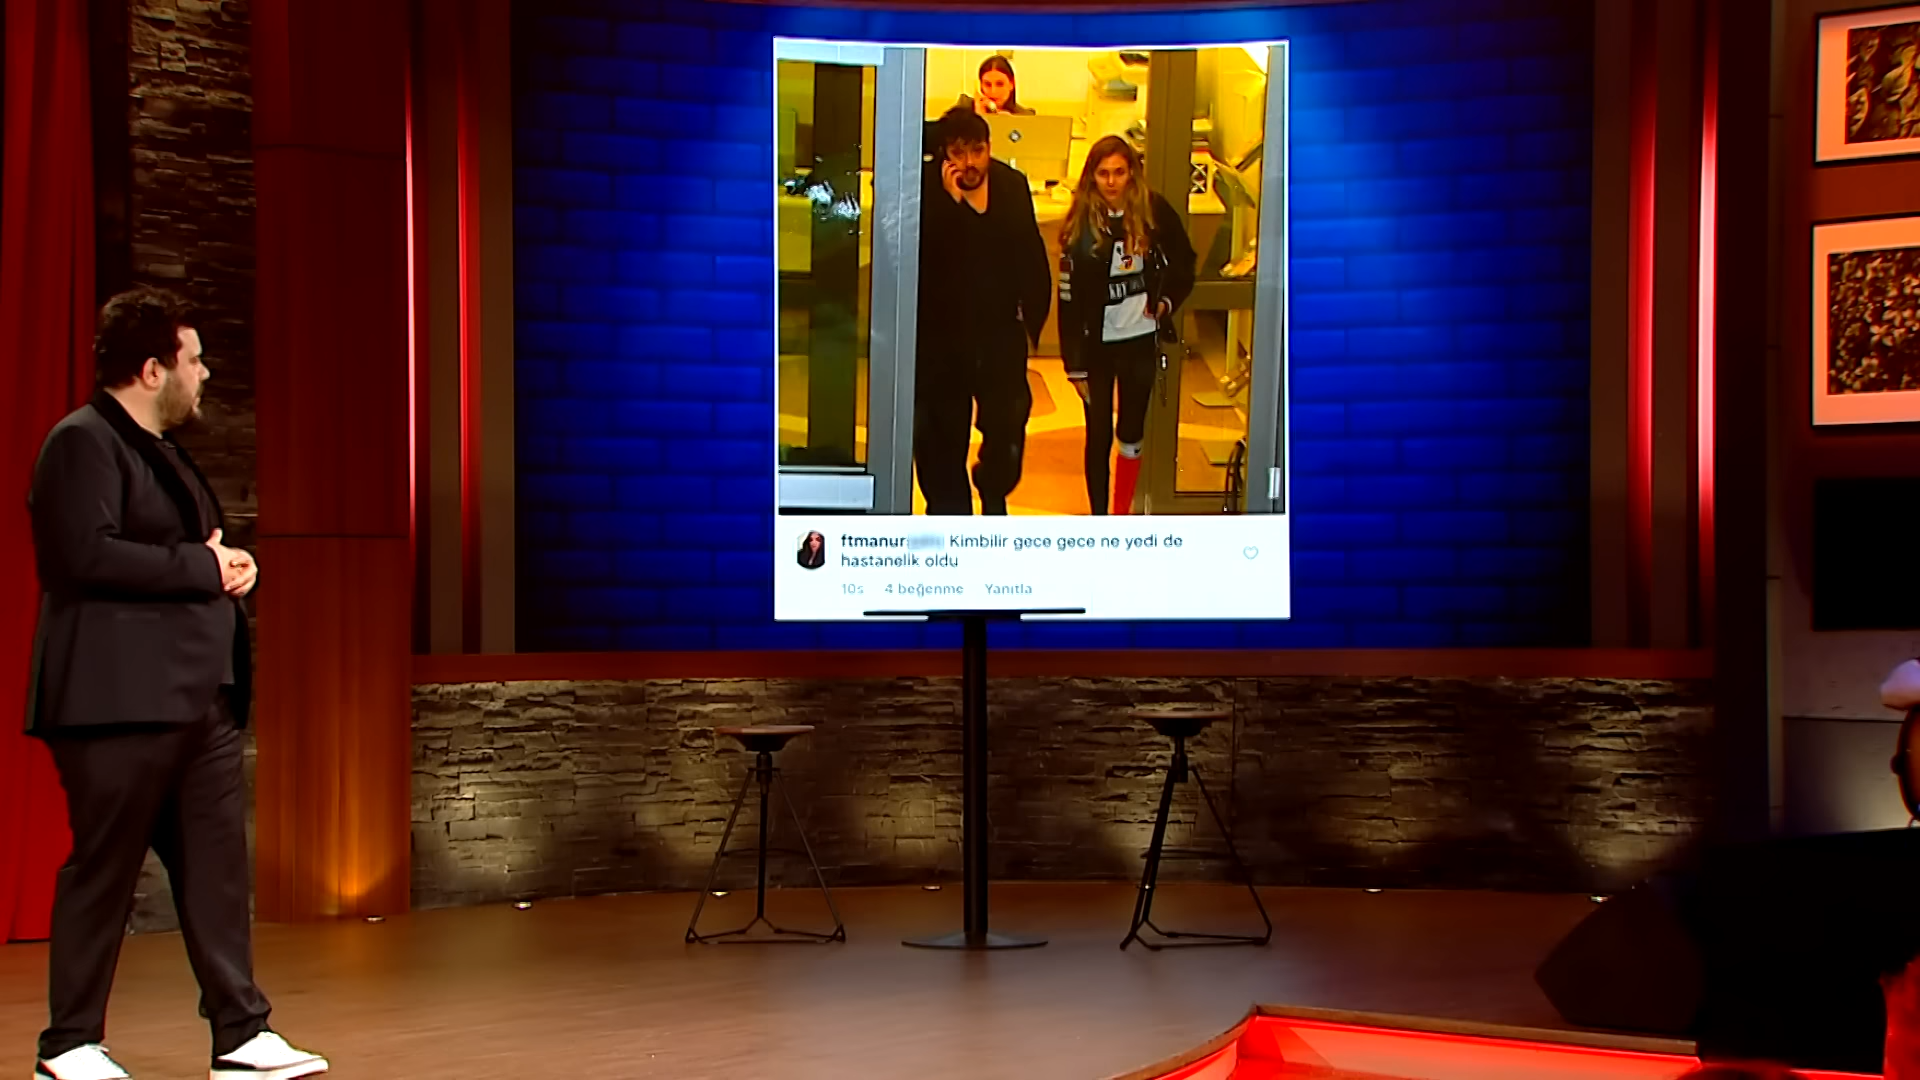 ftmanur Kimbilir gece gece ne yedi de
hastanelik oldu
10s 4 beğenme Yanıtla